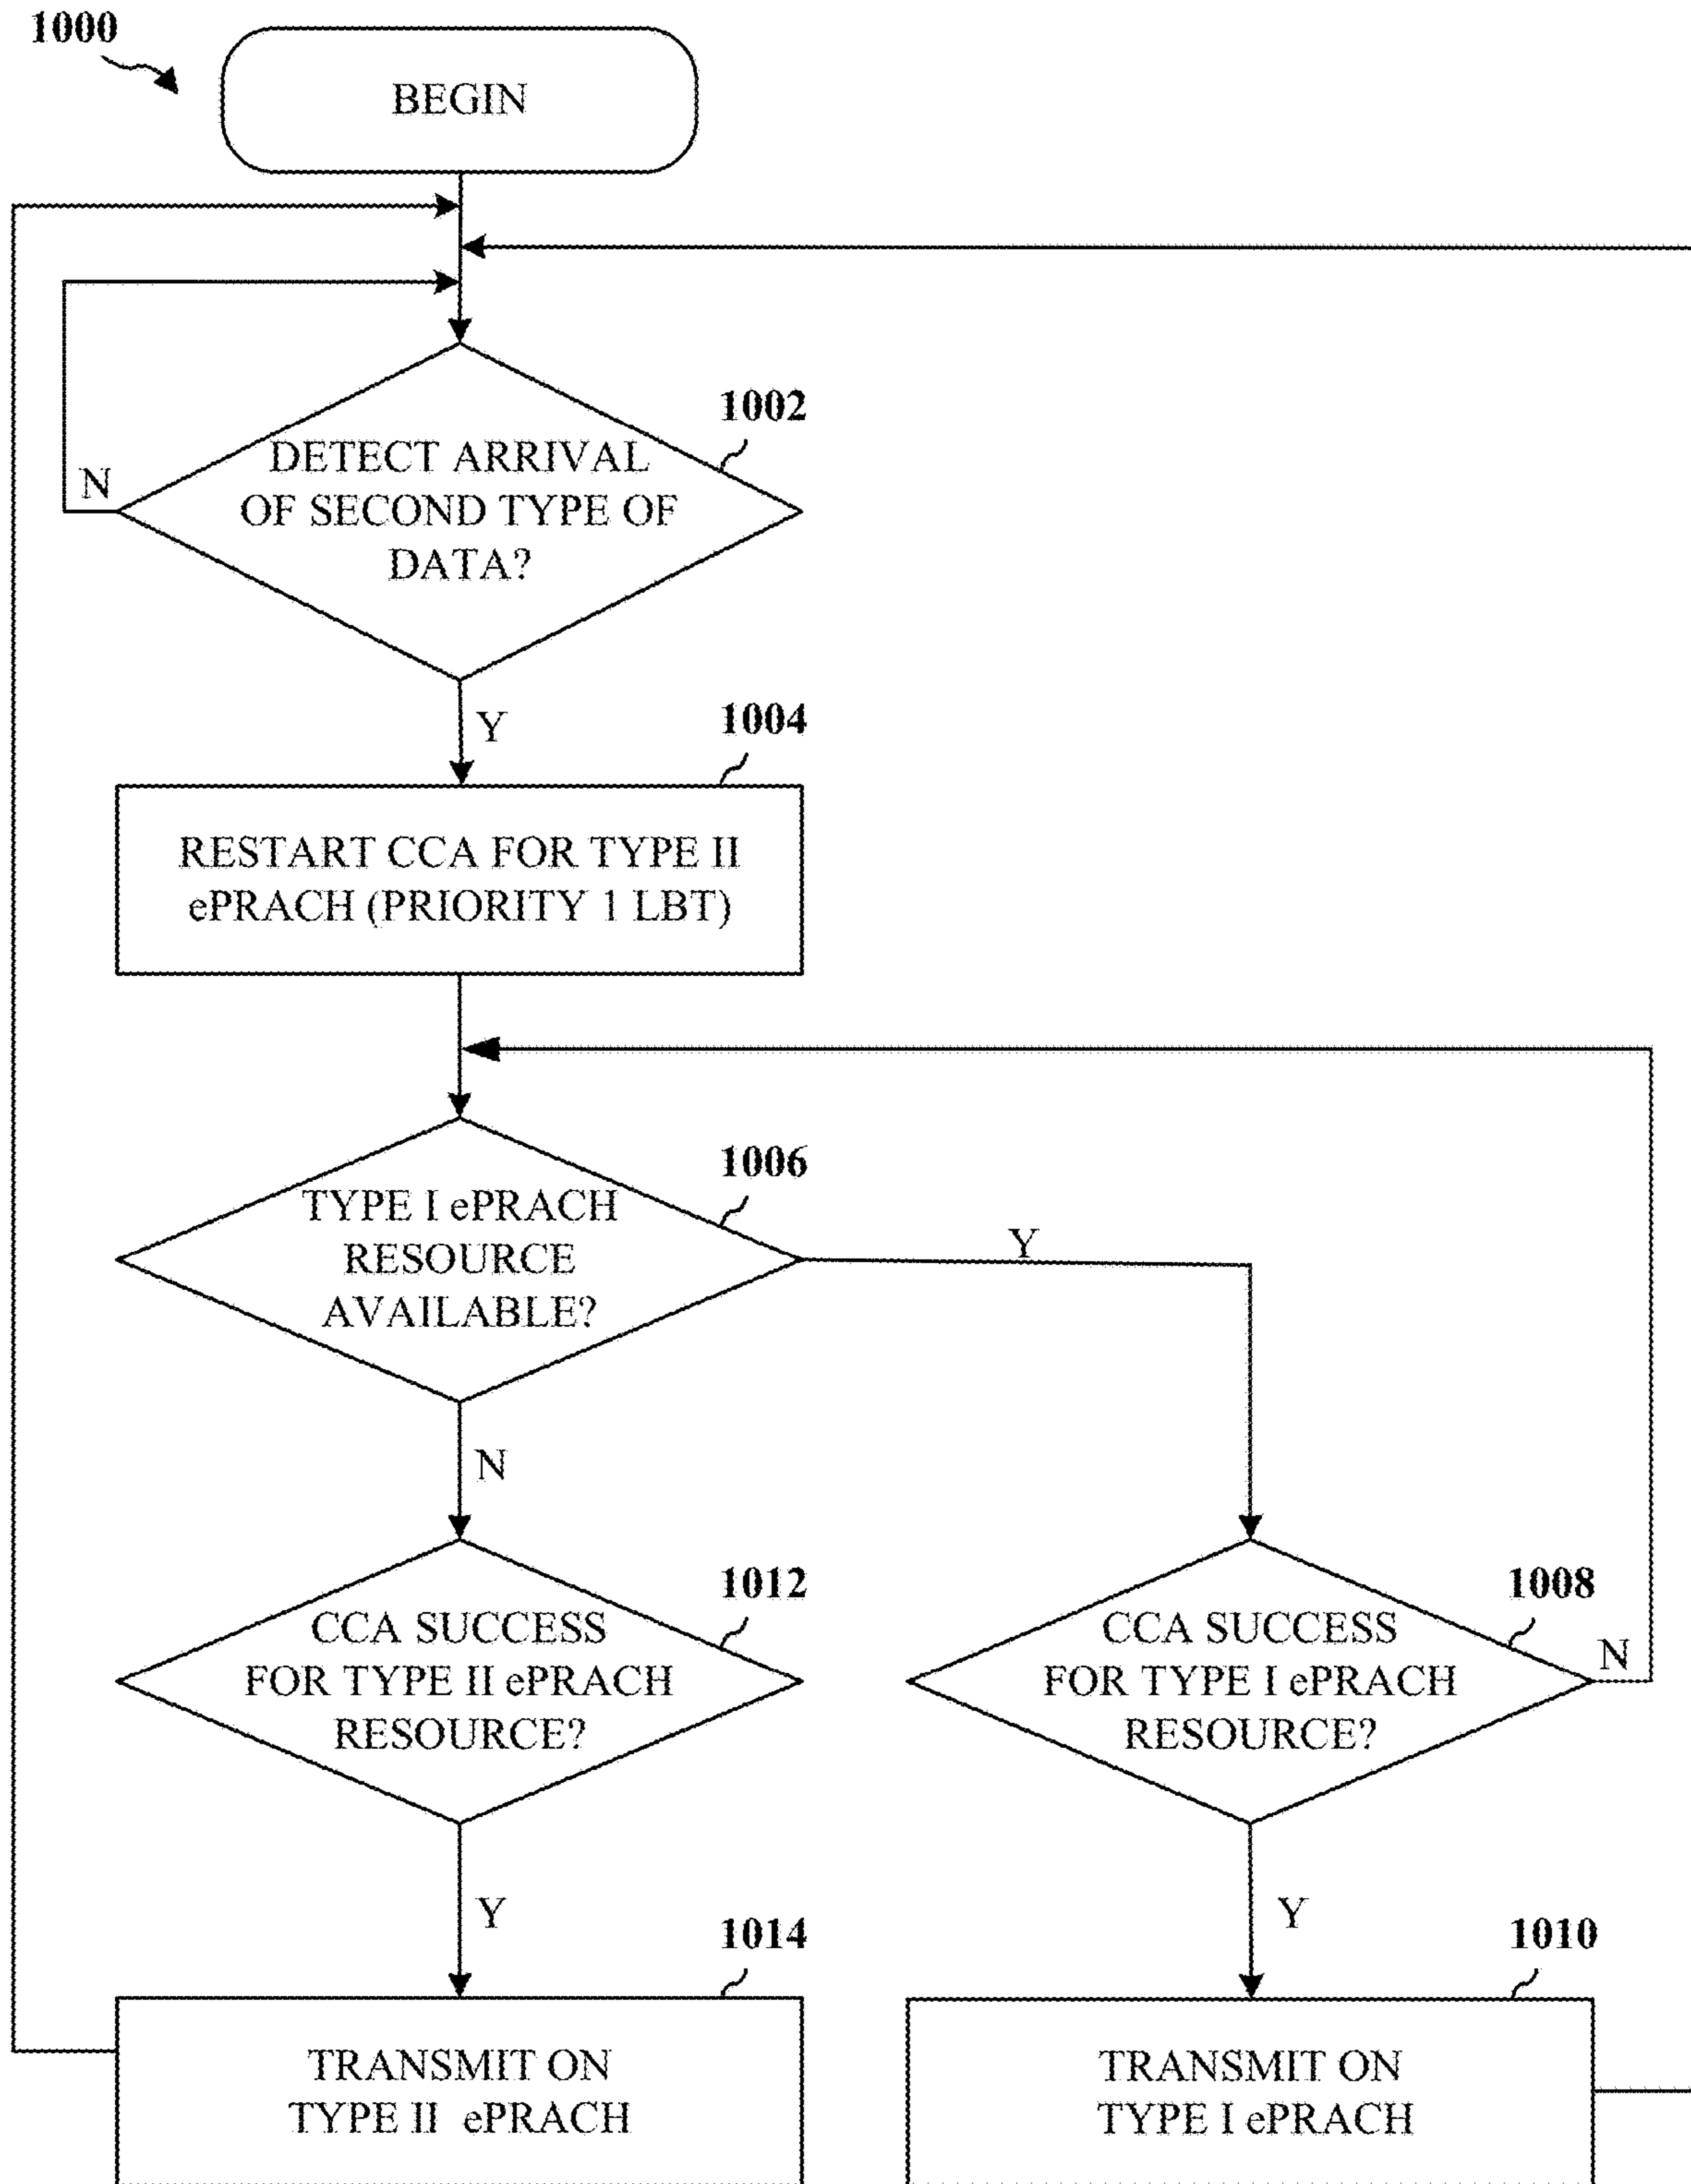 1000
BEGIN
1002
DETECT ARRIVAL
OF SECOND TYPE OF
DATA?
N
Y
1004
RESTART CCA FOR TYPE II
ePRACH (PRIORITY 1 LBT)
1006
TYPE I ePRACH
RESOURCE
AVAILABLE?
Y
N
1012
CCA SUCCESS
FOR TYPE II ePRACH
RESOURCE?
1008
CCA SUCCESS
FOR TYPE I ePRACH
RESOURCE?
N
Y
Y
1014
TRANSMIT ON
TYPE II ePRACH
1010
TRANSMIT ON
TYPE I ePRACH